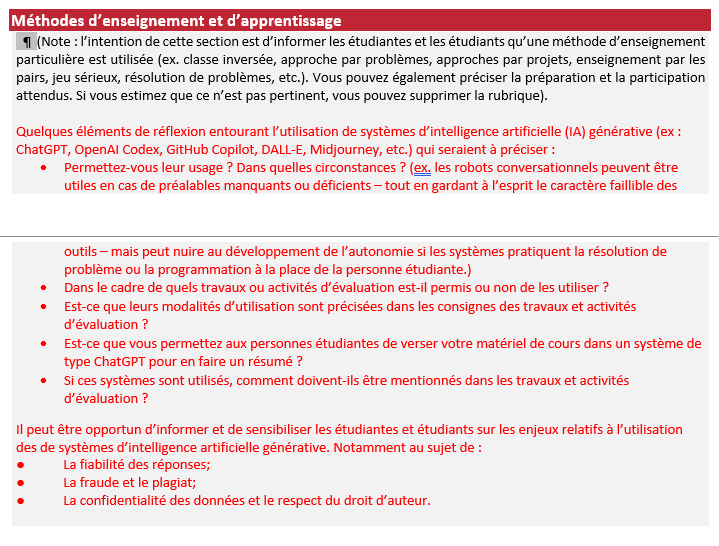 Méthodes d’enseignement et d’apprentissage
¶ (Note : l’intention de cette section est d’informer les étudiantes et les étudiants qu’une méthode d’enseignement
particulière est utilisée (ex. classe inversée, approche par problèmes, approches par projets, enseignement par les
pairs, jeu sérieux, résolution de problèmes, etc.). Vous pouvez également préciser la préparation et la participation
attendus. Si vous estimez que ce n’est pas pertinent, vous pouvez supprimer la rubrique).
Quelques éléments de réflexion entourant l’utilisation de systèmes d’intelligence artificielle (IA) générative (ex :
ChatGPT, OpenAI Codex, GitHub Copilot, DALL-E, Midjourney, etc.) qui seraient à préciser :
• Permettez-vous leur usage ? Dans quelles circonstances ? (ex. les robots conversationnels peuvent être
utiles en cas de préalables manquants ou déficients – tout en gardant à l’esprit le caractère faillible des
outils – mais peut nuire au développement de l’autonomie si les systèmes pratiquent la résolution de
problème ou la programmation à la place de la personne étudiante.)
• Dans le cadre de quels travaux ou activités d’évaluation est-il permis ou non de les utiliser ?
• Est-ce que leurs modalités d’utilisation sont précisées dans les consignes des travaux et activités
d’évaluation ?
• Est-ce que vous permettez aux personnes étudiantes de verser votre matériel de cours dans un système de
type ChatGPT pour en faire un résumé ?
• Si ces systèmes sont utilisés, comment doivent-ils être mentionnés dans les travaux et activités
d’évaluation ?
Il peut être opportun d’informer et de sensibiliser les étudiantes et étudiants sur les enjeux relatifs à l’utilisation
des de systèmes d’intelligence artificielle générative. Notamment au sujet de :
● La fiabilité des réponses;
● La fraude et le plagiat;
● La confidentialité des données et le respect du droit d’auteur.